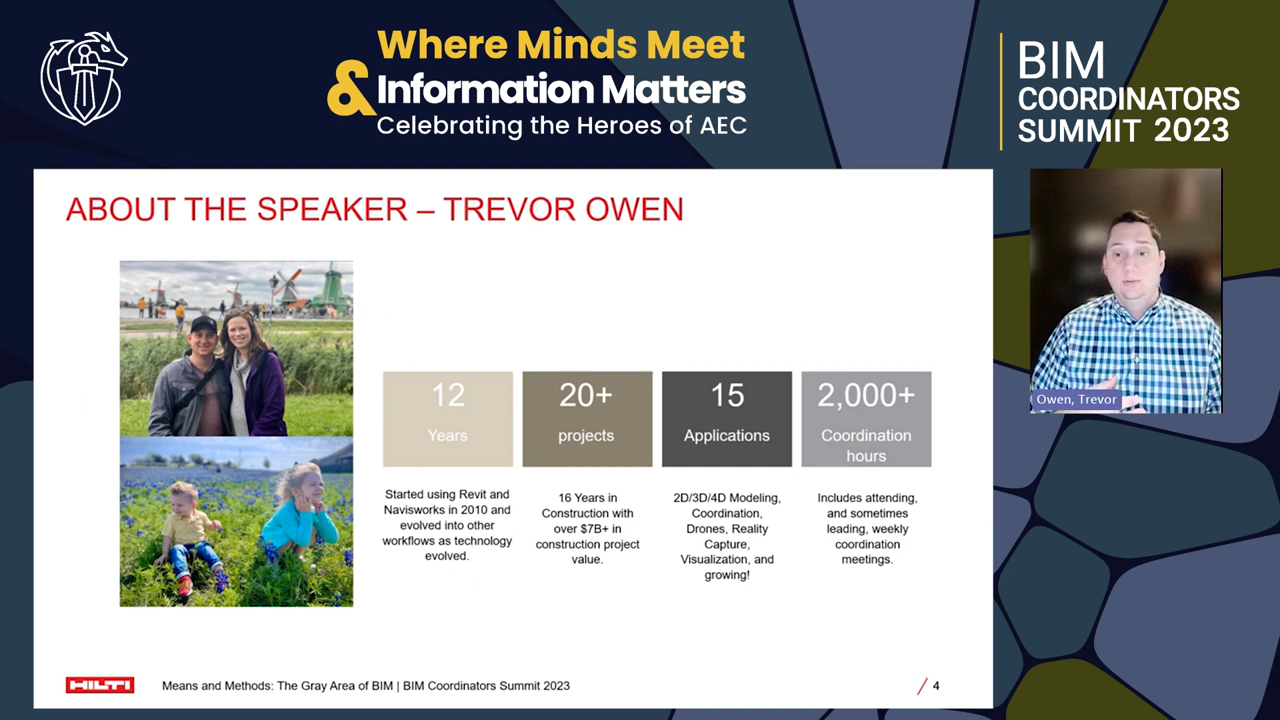 Where Minds Meet
& Information Matters
Celebrating the Heroes of AEC
BIM
COORDINATORS
SUMMIT 2023
ABOUT THE SPEAKER – TREVOR OWEN
12
Years
Started using Revit and
Navisworks in 2010 and
evolved into other
workflows as technology
evolved.
20+
projects
16 Years in
Construction with
over $7B+ in
construction project
value.
15
Applications
2D/3D/4D Modeling,
Coordination,
Drones, Reality
Capture,
Visualization, and
growing!
2,000+
Coordination
hours
Includes attending,
and sometimes
leading, weekly
coordination
meetings.
Owen, Trevor
HILTI
Means and Methods: The Gray Area of BIM | BIM Coordinators Summit 2023
/ 4